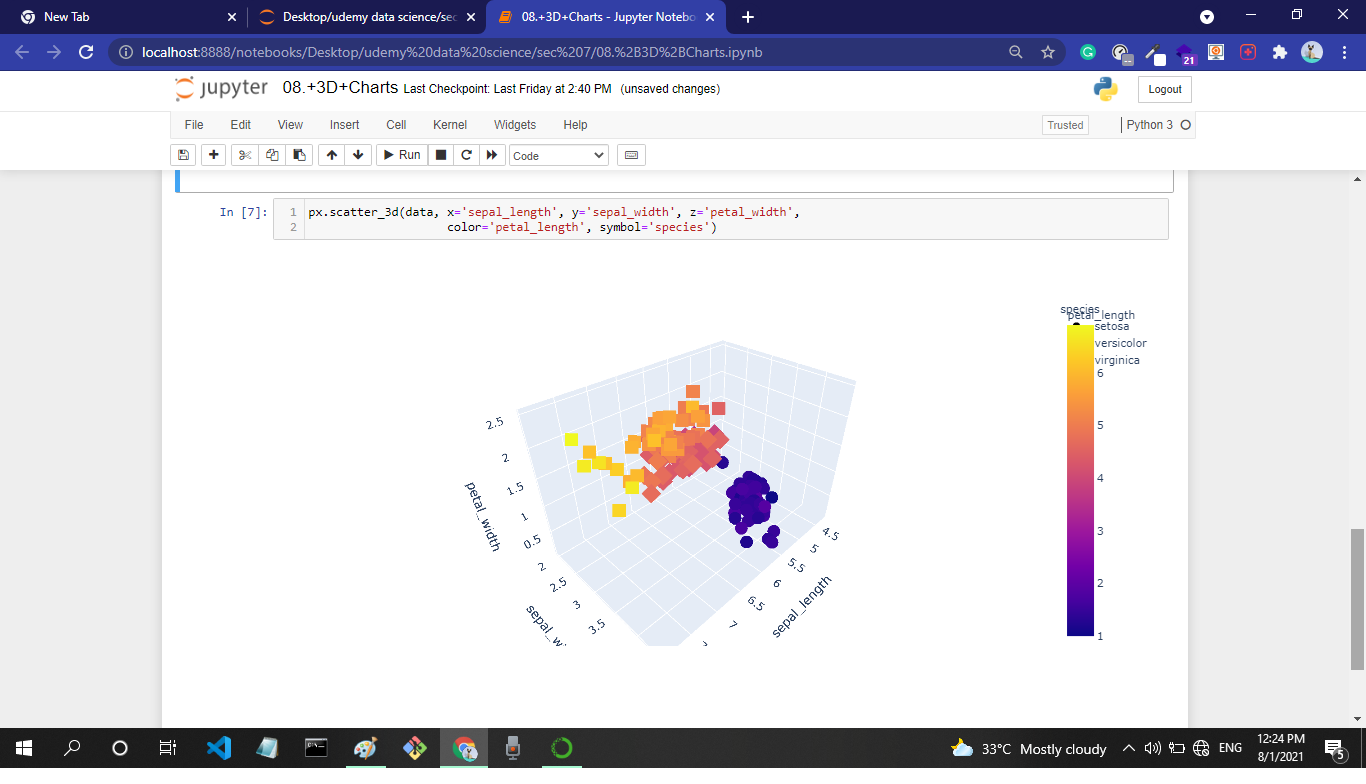 New Tab
Desktop/udemy data science/sec
08.+3D+Charts - Jupyter Notebo
localhost:8888/notebooks/Desktop/udemy%20data%20science/sec%207/08.%2B3D%2BCharts.ipynb
21
jupyter 08.+3D+Charts Last Checkpoint: Last Friday at 2:40 PM (unsaved changes)
Logout
File Edit View Insert Cell Kernel Widgets Help
Trusted
Python 3
Run
Code
In [7]:
1 px.scatter_3d(data, x='sepal_length', y='sepal_width', z='petal_width',
2 color='petal_length', symbol='species')
species
petal_length
setosa
versicolor
virginica
6
5
4
3
2
1
2.5
2
1.5
1
0.5
petal_width
2
2.5
3
3.5
sepal_wi
4.5
5
5.5
6
6.5
7
sepal_length
33°C Mostly cloudy
ENG
12:24 PM
8/1/2021
5